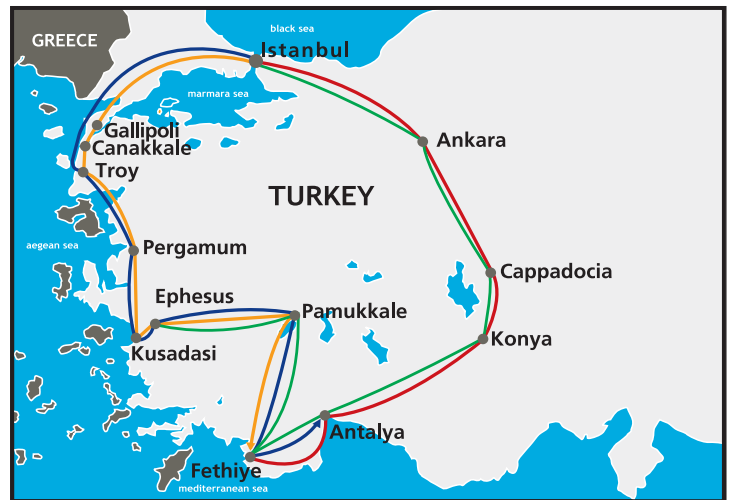 black sea
GREECE
Istanbul
marmara sea
Gallipoli
Canakkale
Ankara
Troy
TURKEY
aegean sea
Pergamum
Cappadocia
Ephesus
Pamukkale
Kusadasi
Konya
Antalya
Fethiye
mediterranean sea